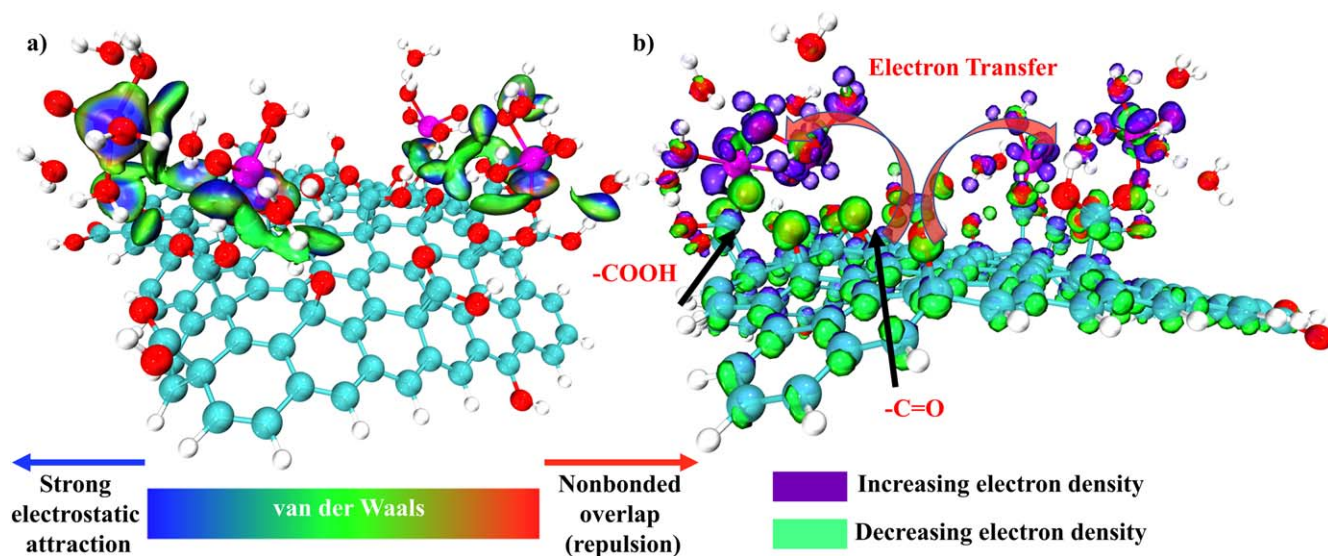 a)
b)
Electron Transfer
-COOH
-C=O
Strong
electrostatic
attraction
van der Waals
Nonbonded
overlap
(repulsion)
Increasing electron density
Decreasing electron density